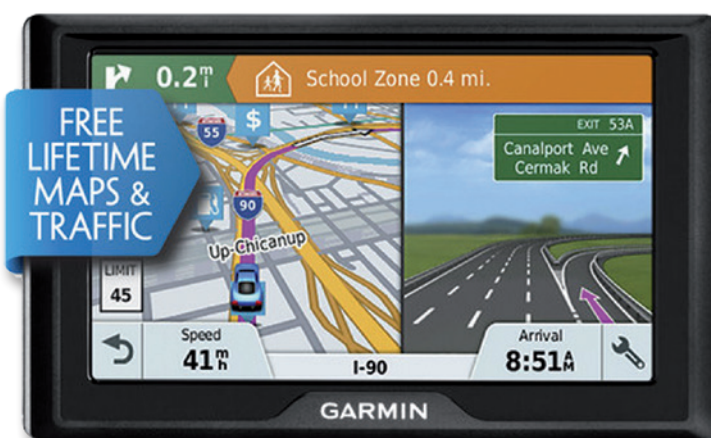 0.2 mi
School Zone 0.4 mi.
FREE
LIFETIME
MAPS &
TRAFFIC
55
$
EXIT 53A
Canalport Ave
Cermak Rd
90
Up-Chicanup
LIMIT
45
Speed
41 mh
I-90
Arrival
8:51 AM
GARMIN